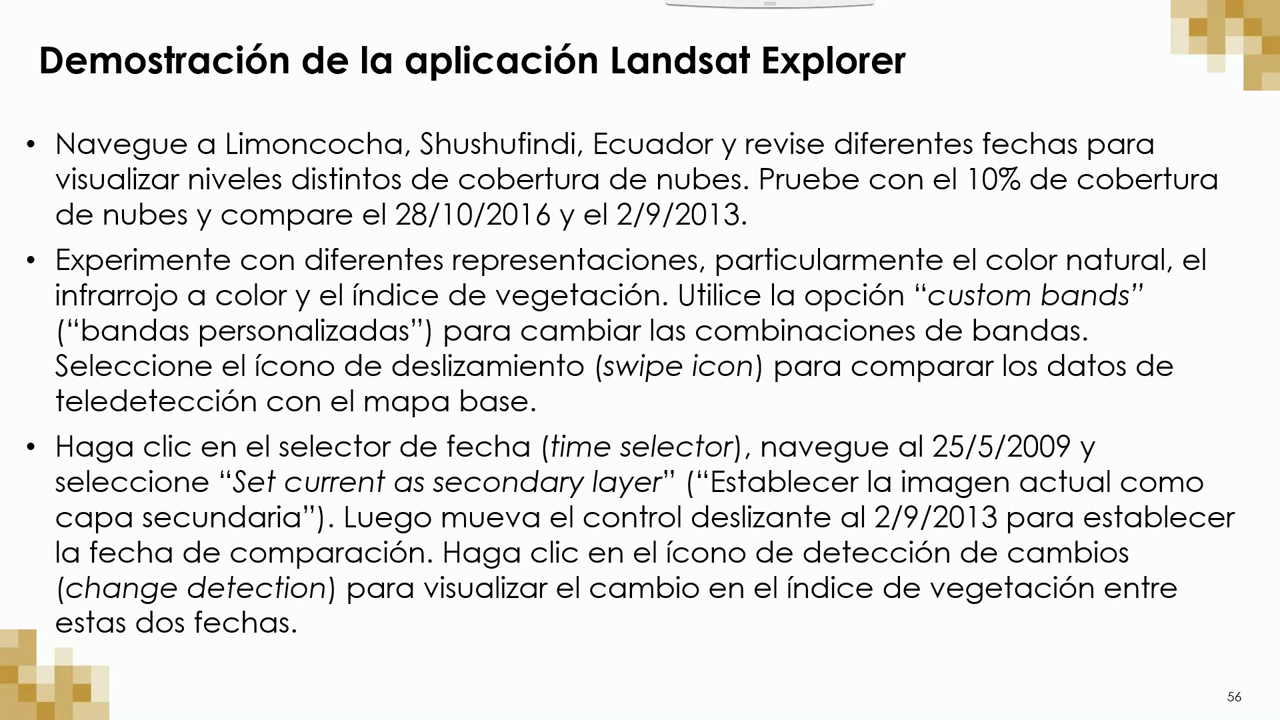 Demostración de la aplicación Landsat Explorer
• Navegue a Limoncocha, Shushufindi, Ecuador y revise diferentes fechas para
visualizar niveles distintos de cobertura de nubes. Pruebe con el 10% de cobertura
de nubes y compare el 28/10/2016 y el 2/9/2013.
• Experimente con diferentes representaciones, particularmente el color natural, el
infrarrojo a color y el índice de vegetación. Utilice la opción “custom bands”
(“bandas personalizadas”) para cambiar las combinaciones de bandas.
Seleccione el ícono de deslizamiento (swipe icon) para comparar los datos de
teledetección con el mapa base.
• Haga clic en el selector de fecha (time selector), navegue al 25/5/2009 y
seleccione “Set current as secondary layer” (“Establecer la imagen actual como
capa secundaria”). Luego mueva el control deslizante al 2/9/2013 para establecer
la fecha de comparación. Haga clic en el ícono de detección de cambios
(change detection) para visualizar el cambio en el índice de vegetación entre
estas dos fechas.
56